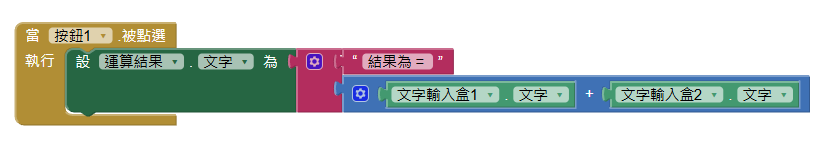 當 按鈕1 .被點選
執行 設 運算結果 . 文字 為 “ 結果為 = ”
文字輸入盒1 . 文字 + 文字輸入盒2 . 文字